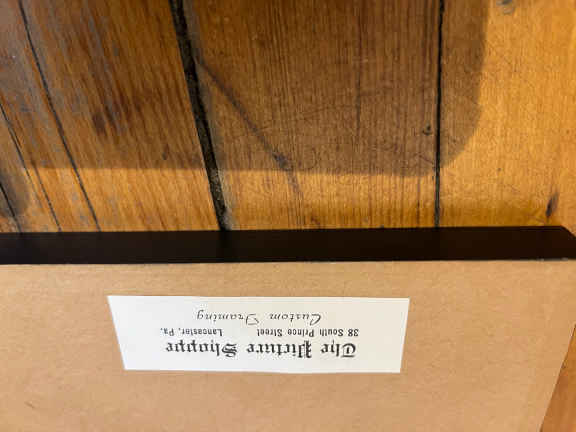 The Picture Shoppe
38 South Prince Street Lancaster, Pa.
Custom Framing